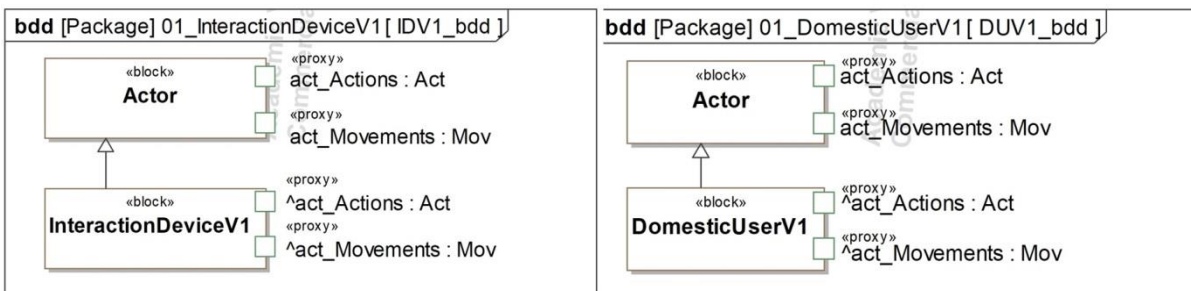 bdd [Package] 01_InteractionDeviceV1 [ IDV1_bdd ]
«block»
Actor
«proxy»
act_Actions : Act
«proxy»
act_Movements : Mov
«block»
InteractionDeviceV1
«proxy»
^act_Actions : Act
«proxy»
^act_Movements : Mov
bdd [Package] 01_DomesticUserV1 [ DUV1_bdd ]
«block»
Actor
«proxy»
act_Actions : Act
«proxy»
act_Movements : Mov
«block»
DomesticUserV1
«proxy»
^act_Actions : Act
«proxy»
^act_Movements : Mov